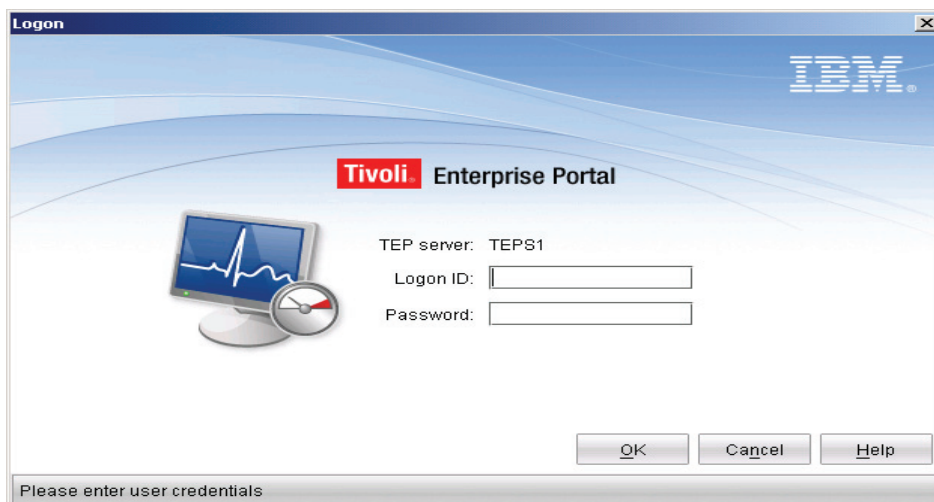 Logon
IBM®
Tivoli® Enterprise Portal
TEP server: TEPS1
Logon ID:
Password:
OK Cancel Help
Please enter user credentials